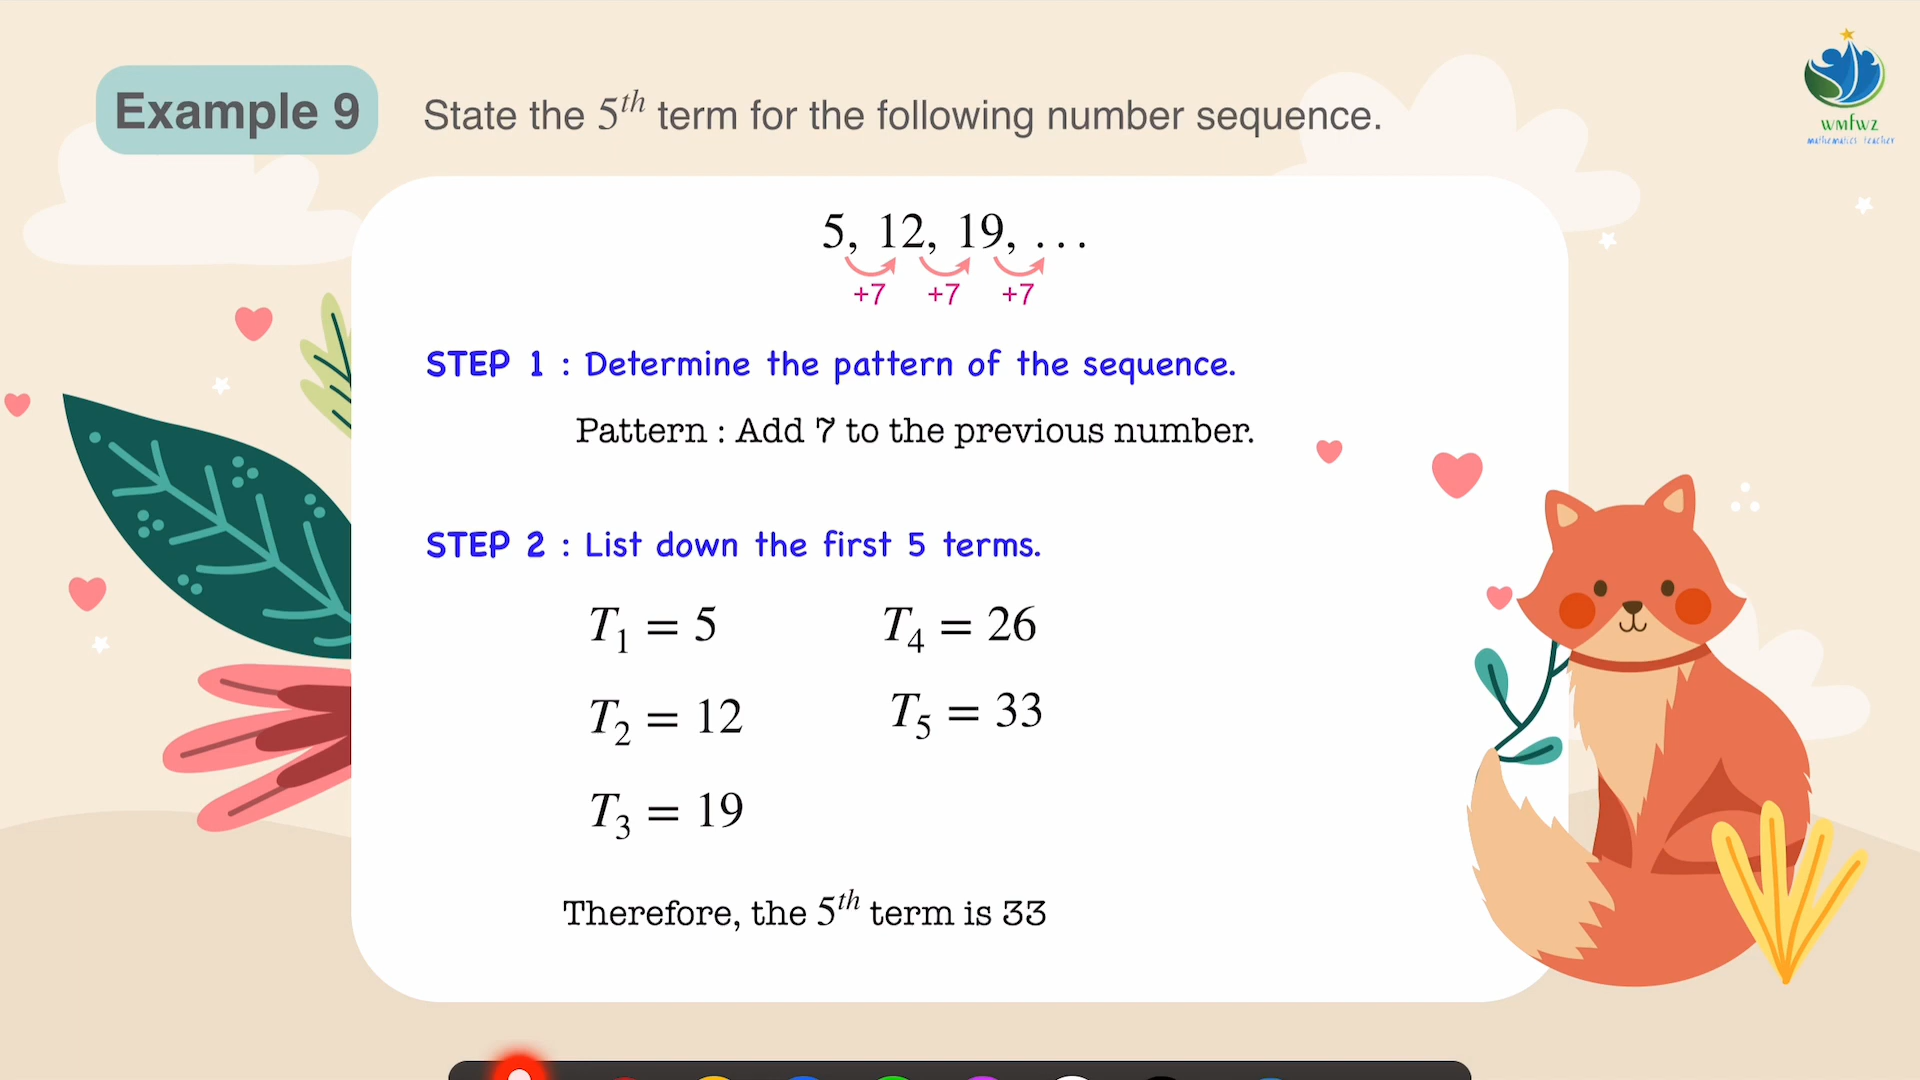 Example 9
State the 5th term for the following number sequence.
wmfwz
mathematics teacher
5, 12, 19, ...
+7 +7 +7
STEP 1 : Determine the pattern of the sequence.
Pattern : Add 7 to the previous number.
STEP 2 : List down the first 5 terms.
T1 = 5 T4 = 26
T2 = 12 T5 = 33
T3 = 19
Therefore, the 5th term is 33